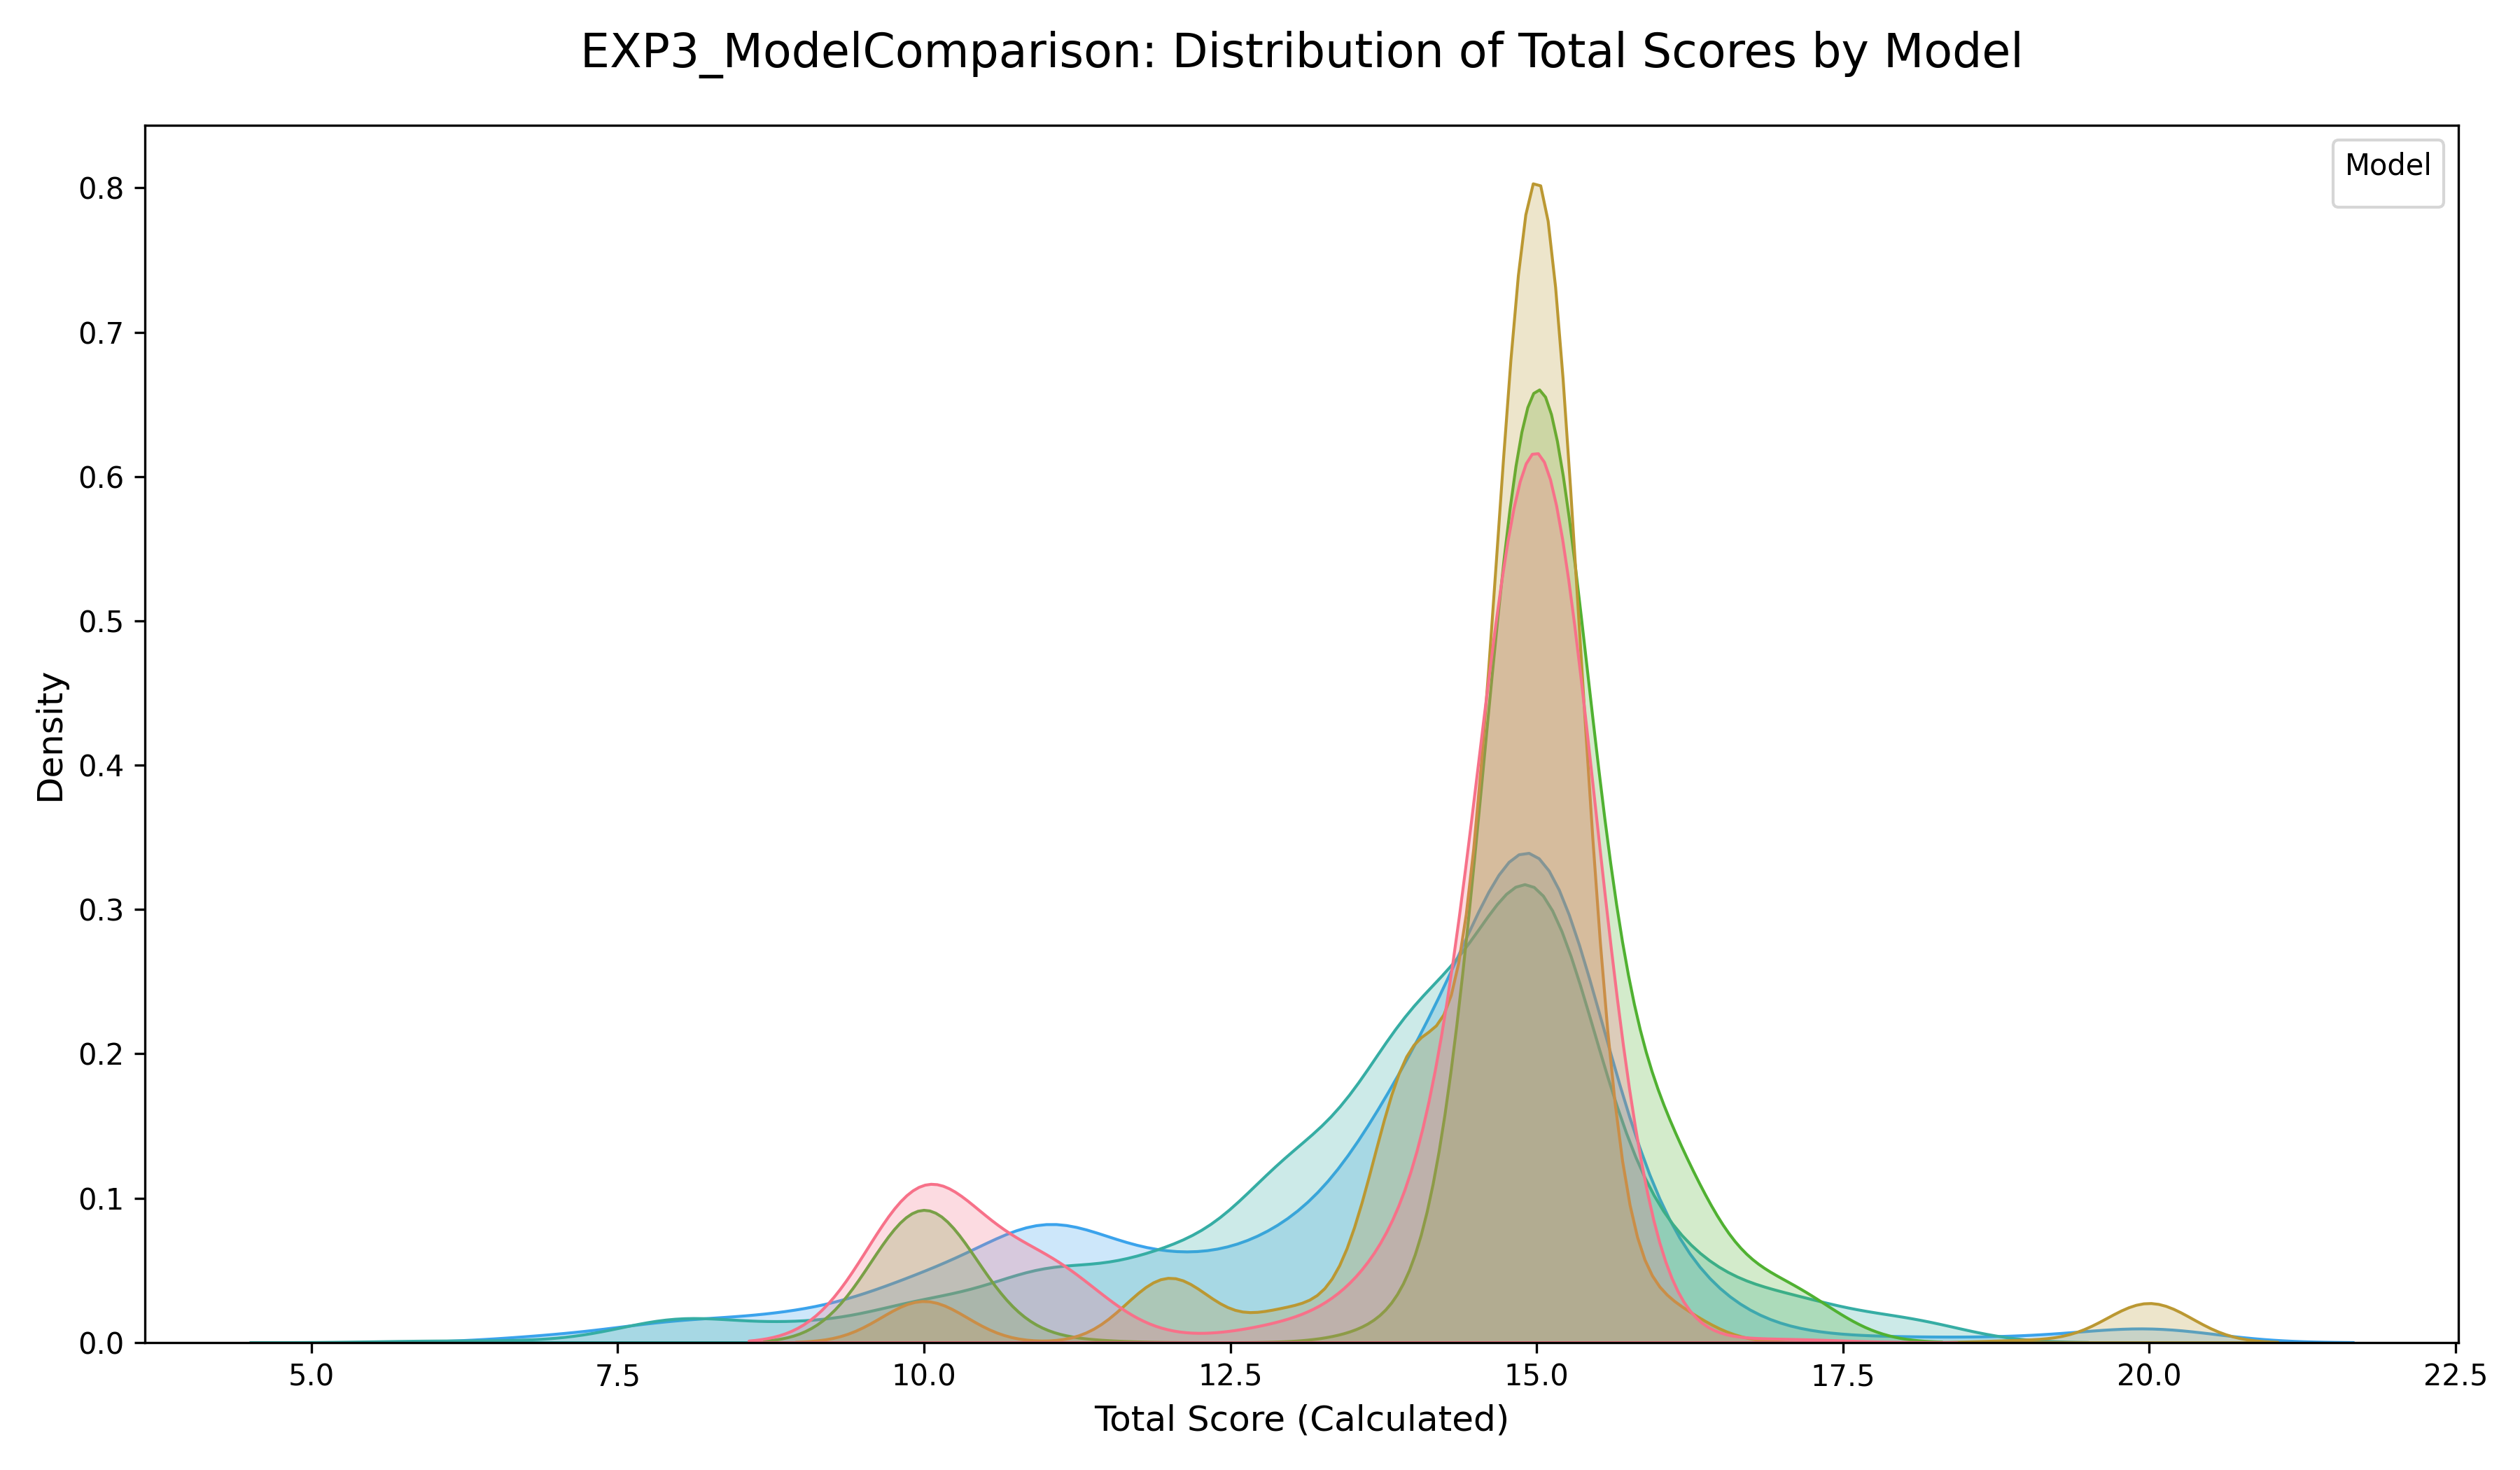 EXP3_ModelComparison: Distribution of Total Scores by Model
Model
0.8
0.7
0.6
0.5
0.4
0.3
0.2
0.1
0.0
Density
5.0 7.5 10.0 12.5 15.0 17.5 20.0 22.5
Total Score (Calculated)